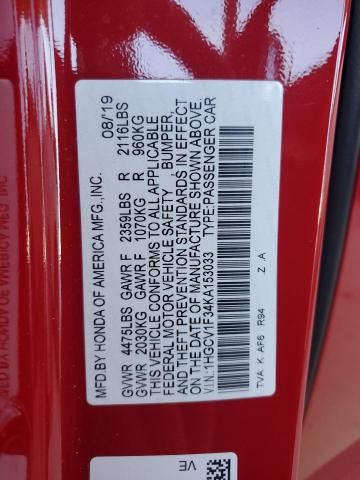 MFD. BY HONDA OF AMERICA MFG., INC. 08/'19
GVWR 4475LBS GAWR F 2359LBS R 2116LBS
GVWR 2030KG GAWR F 1070KG R 960KG
THIS VEHICLE CONFORMS TO ALL APPLICABLE
FEDERAL MOTOR VEHICLE SAFETY, BUMPER,
AND THEFT PREVENTION STANDARDS IN EFFECT
ON THE DATE OF MANUFACTURE SHOWN ABOVE.
V.I.N.: 1HGCV1F34KA153033 TYPE: PASSENGER CAR
TVA K AF6 R94 Z .A
VE